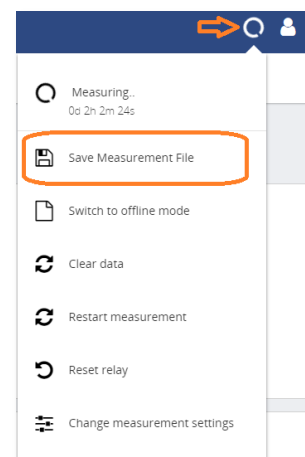 Measuring..
0d 2h 2m 24s
Save Measurement File
Switch to offline mode
Clear data
Restart measurement
Reset relay
Change measurement settings